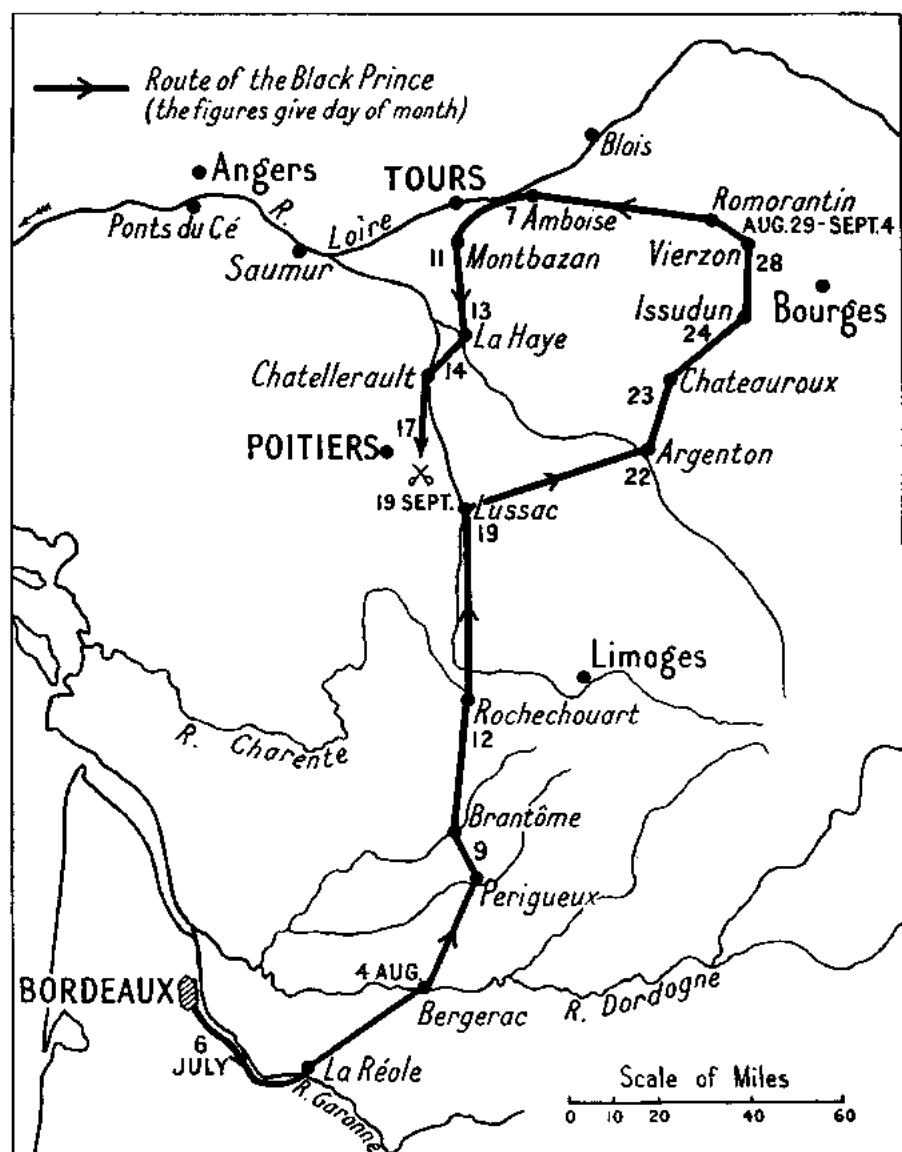 Route of the Black Prince
(the figures give day of month)
Blois
Angers
TOURS
Romorantin
AUG. 29 - SEPT. 4
Ponts du Cé
R. Loire
7
Amboise
Saumur
11
Montbazan
Vierzon
28
Bourges
Issudun
24
13
La Haye
Chatellerault
14
Chateauroux
23
17
POITIERS
Argenton
22
19 SEPT.
Lussac
19
Limoges
Rochechouart
12
R. Charente
Brantôme
9
Perigueux
4 AUG.
BORDEAUX
Bergerac
R. Dordogne
6
JULY
La Réole
R. Garonne
Scale of Miles
0 10 20 40 60